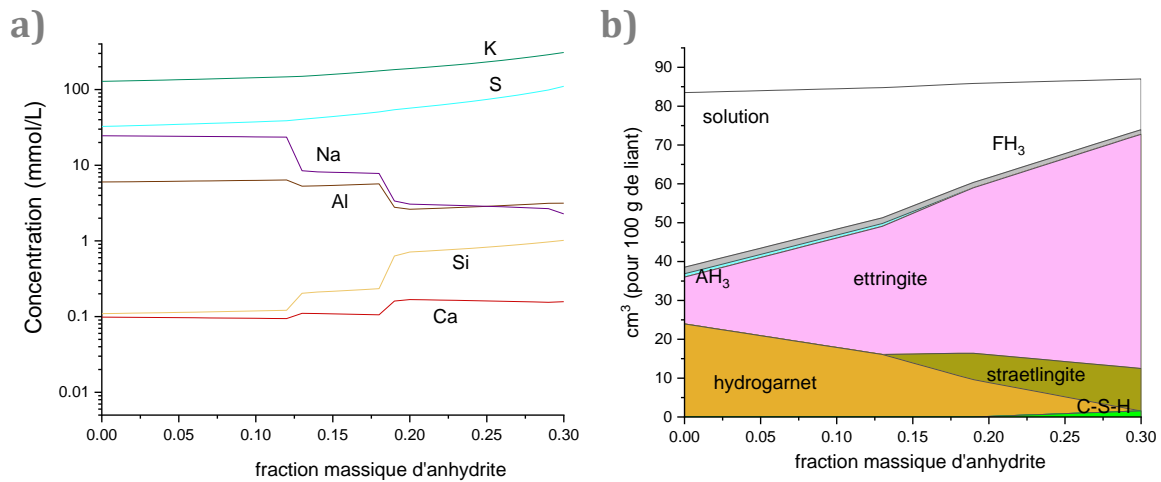 a)
Concentration (mmol/L)
100
10
1
0.1
0.01
K
S
Na
Al
Si
Ca
0.00 0.05 0.10 0.15 0.20 0.25 0.30
fraction massique d'anhydrite
b)
cm³ (pour 100 g de liant)
90
80
70
60
50
40
30
20
10
0
solution
FH₃
AH₃
ettringite
hydrogarnet
straetlingite
C-S-H
0.00 0.05 0.10 0.15 0.20 0.25 0.30
fraction massique d'anhydrite